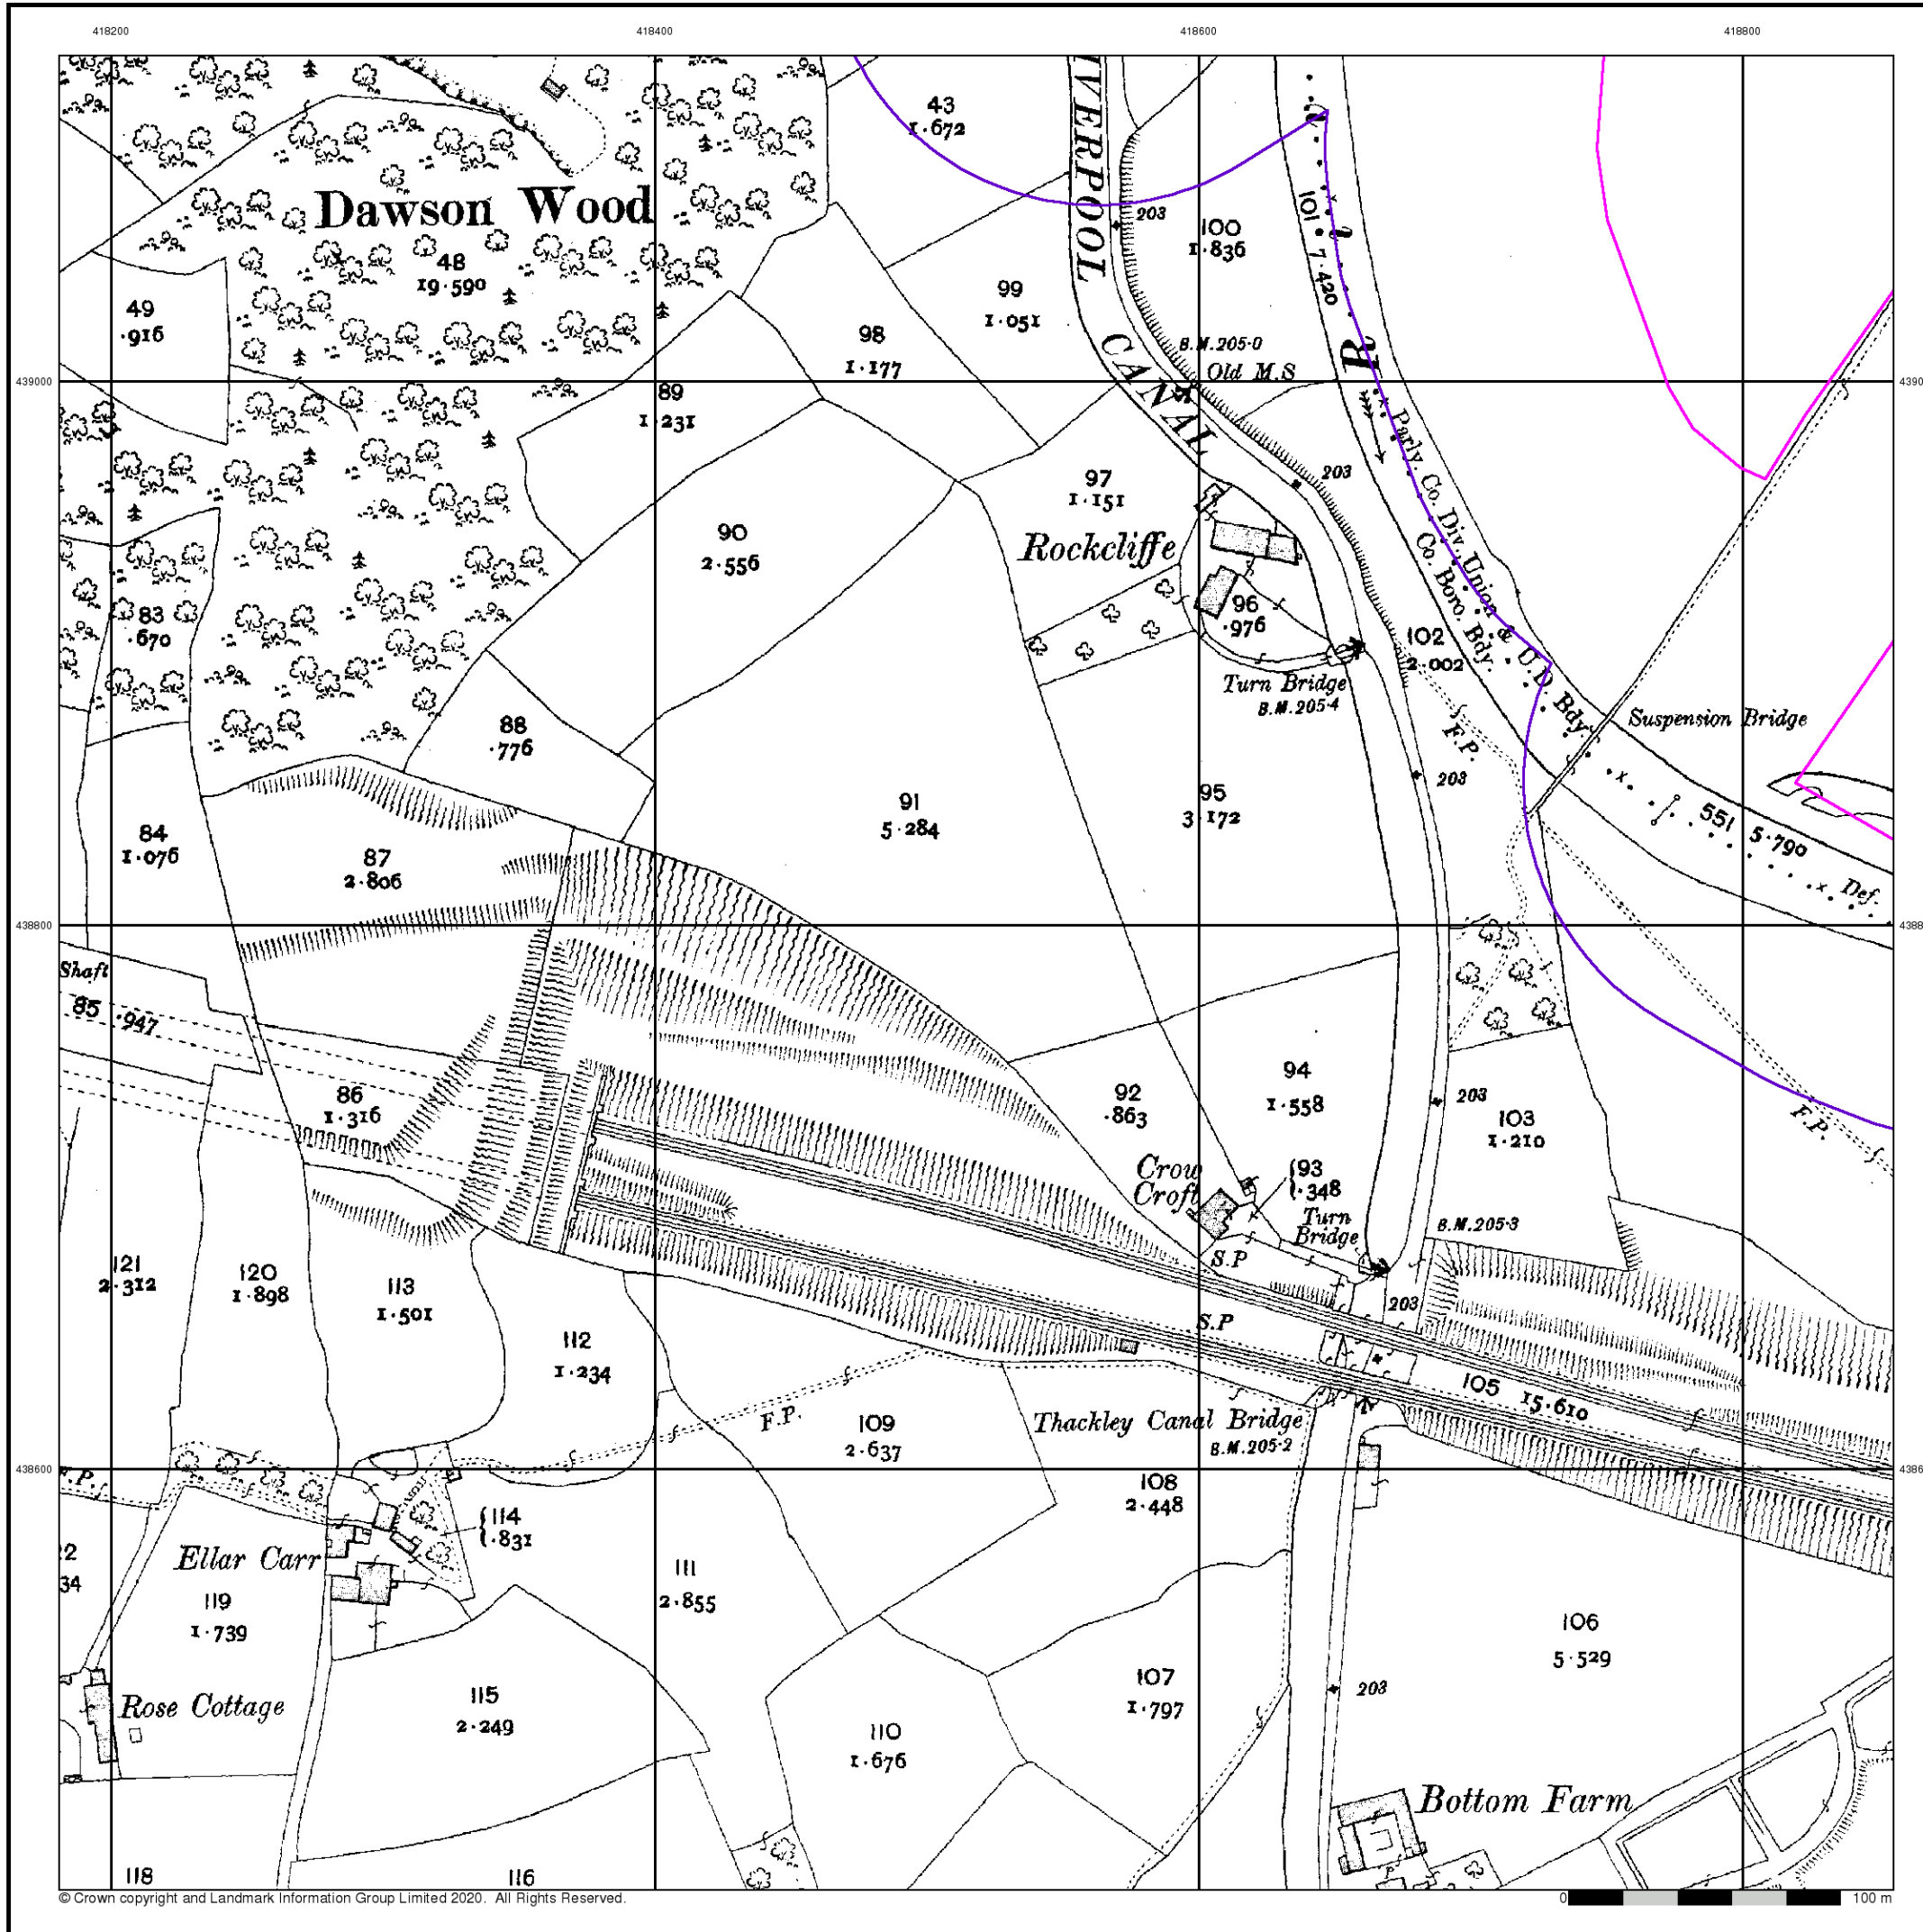 418200
418400
418600
418800
43
1.672
IVERPOOL
CANAL
R
i
101
7.420
203
100
1.836
Dawson Wood
48
19.590
49
.916
99
1.051
98
1.177
B.M.205.0
Old M.S
439000
89
1.231
Parly. Co. Div. Union & U.D. Bdy.
Co. Boro. Bdy.
97
1.151
203
90
2.556
Rockcliffe
96
.976
83
.670
102
2.002
Turn Bridge
B.M.205.4
F.P.
Suspension Bridge
88
.776
203
91
5.284
95
3.172
551
5.790
84
1.076
87
2.806
Def.
438800
Shaft
85
.947
94
1.558
86
1.316
92
.863
203
103
1.210
F.P.
Crow
Croft
93
.348
Turn
Bridge
B.M.205.3
S.P
121
2.312
120
1.898
113
1.501
203
S.P
112
1.234
105
15.610
F.P.
109
2.637
Thackley Canal Bridge
B.M.205.2
438600
.P.
108
2.448
114
.831
Ellar Carr
22
34
119
1.739
111
2.855
106
5.529
107
1.797
203
Rose Cottage
115
2.249
110
1.676
Bottom Farm
118
116
© Crown copyright and Landmark Information Group Limited 2020. All Rights Reserved.
0
100 m